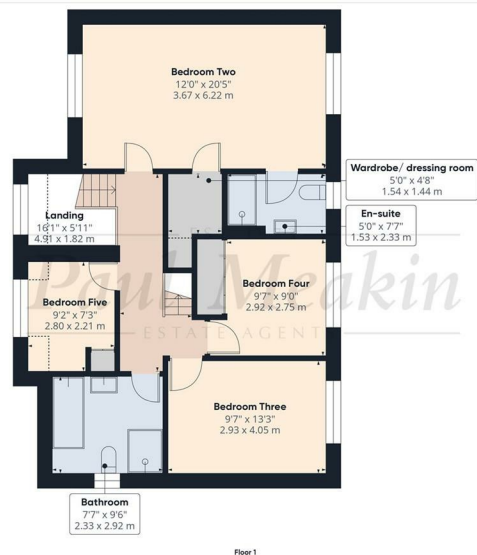 Bedroom Two
12'0" x 20'5"
3.67 x 6.22 m
Wardrobe/ dressing room
5'0" x 4'8"
1.54 x 1.44 m
Landing
16'1" x 5'11"
4.91 x 1.82 m
En-suite
5'0" x 7'7"
1.53 x 2.33 m
Paul Meakin
ESTATE AGENT
Bedroom Four
9'7" x 9'0"
2.92 x 2.75 m
Bedroom Five
9'2" x 7'3"
2.80 x 2.21 m
Bedroom Three
9'7" x 13'3"
2.93 x 4.05 m
Bathroom
7'7" x 9'6"
2.33 x 2.92 m
Floor 1